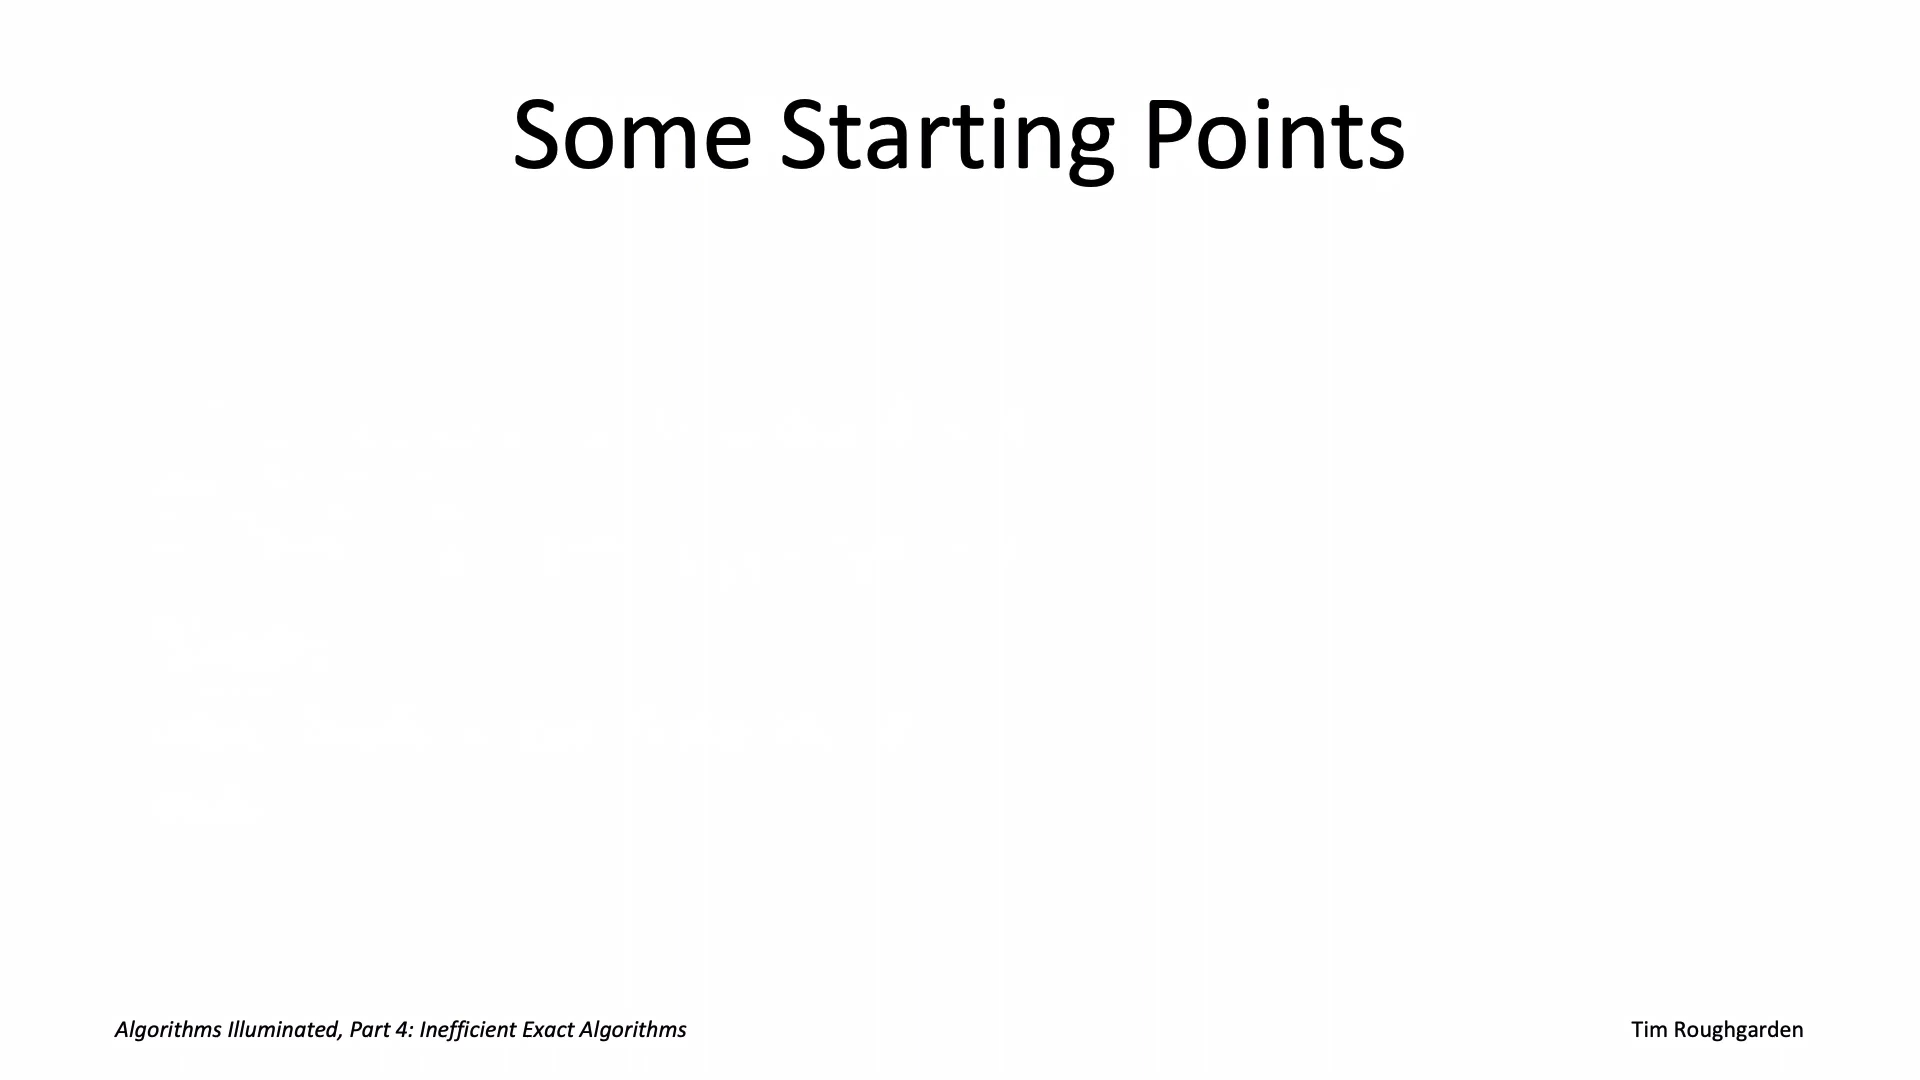 Some Starting Points
Algorithms Illuminated, Part 4: Inefficient Exact Algorithms
Tim Roughgarden